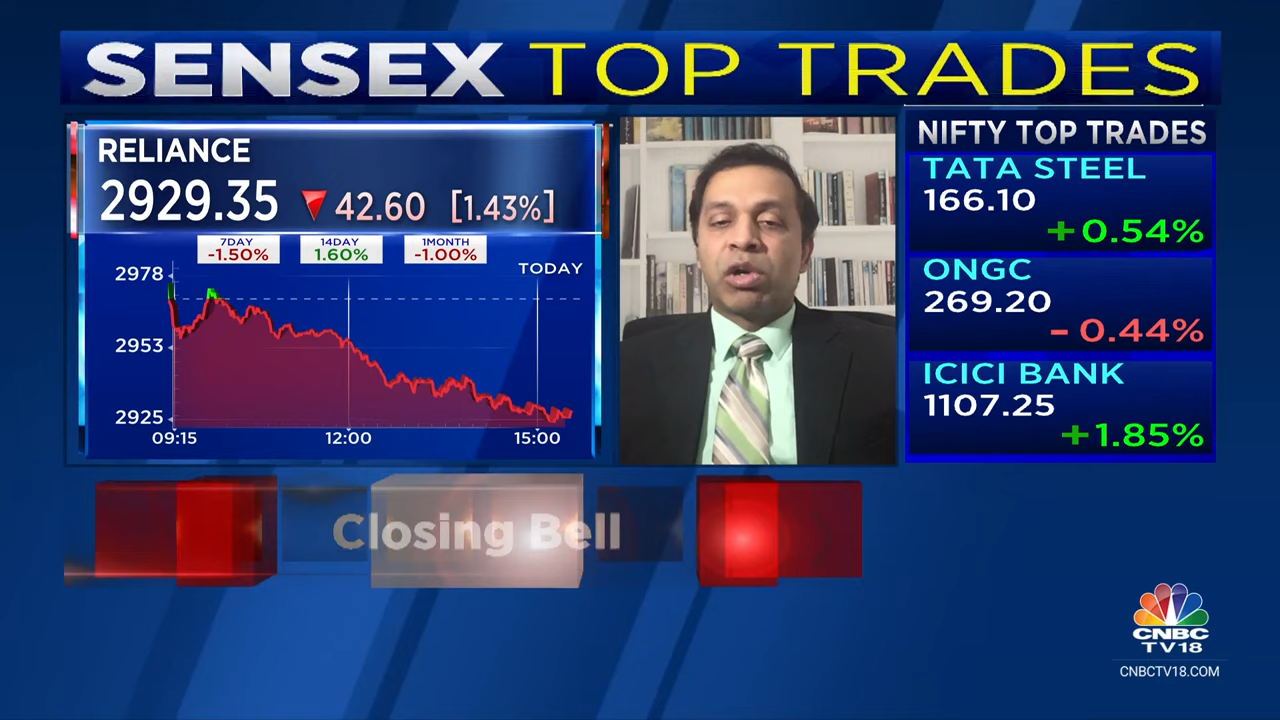 SENSEX TOP TRADES
RELIANCE
2929.35 ▼ 42.60 [1.43%]
7DAY
-1.50%
14DAY
1.60%
1MONTH
-1.00%
TODAY
2978
2953
2925
09:15 12:00 15:00
NIFTY TOP TRADES
TATA STEEL
166.10
+0.54%
ONGC
269.20
- 0.44%
ICICI BANK
1107.25
+1.85%
Closing Bell
CNBC
TV18
CNBCTV18.COM